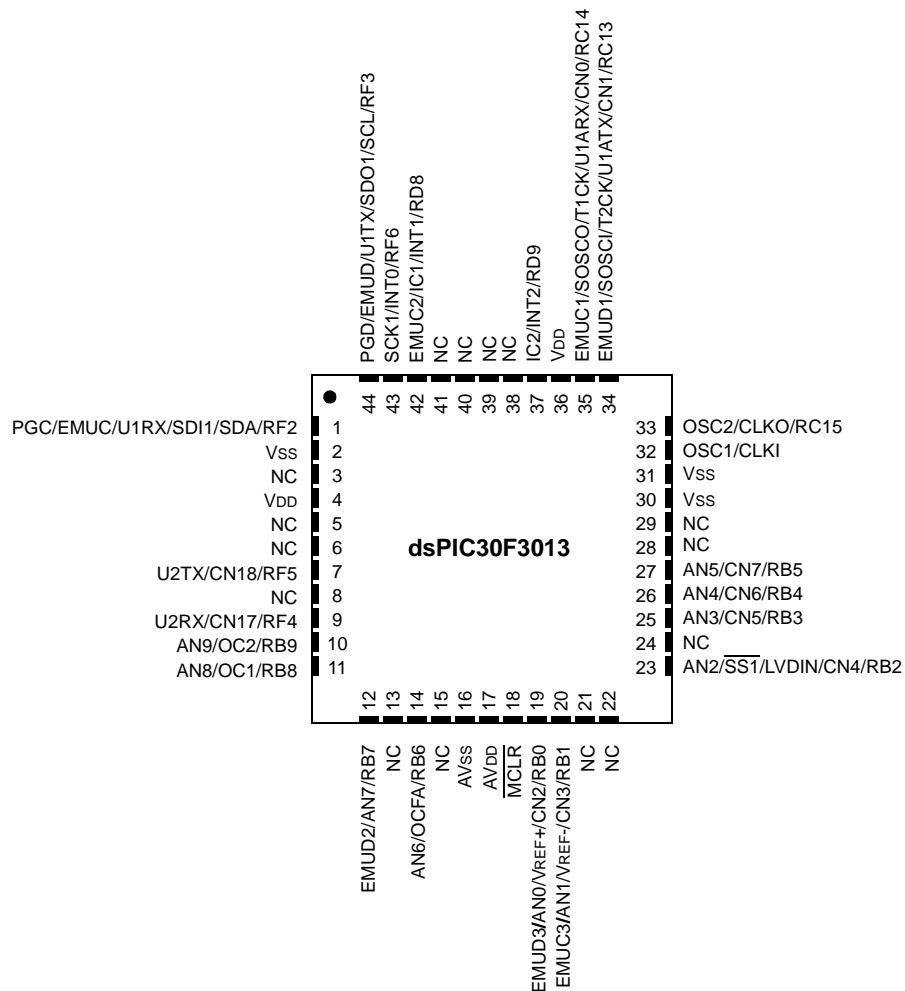 PGD/EMUD/U1TX/SDO1/SCL/RF3
SCK1/INT0/RF6
EMUC2/IC1/INT1/RD8
NC
NC
NC
NC
IC2/INT2/RD9
VDD
EMUC1/SOSCO/T1CK/U1ARX/CN0/RC14
EMUD1/SOSCI/T2CK/U1ATX/CN1/RC13
44 43 42 41 40 39 38 37 36 35 34
PGC/EMUC/U1RX/SDI1/SDA/RF2 1
VSS 2
NC 3
VDD 4
NC 5
NC 6
U2TX/CN18/RF5 7
NC 8
U2RX/CN17/RF4 9
AN9/OC2/RB9 10
AN8/OC1/RB8 11
dsPIC30F3013
33 OSC2/CLKO/RC15
32 OSC1/CLKI
31 VSS
30 VSS
29 NC
28 NC
27 AN5/CN7/RB5
26 AN4/CN6/RB4
25 AN3/CN5/RB3
24 NC
23 AN2/SS1/LVDIN/CN4/RB2
12 13 14 15 16 17 18 19 20 21 22
EMUD2/AN7/RB7
NC
AN6/OCFA/RB6
NC
AVSS
AVDD
MCLR
EMUD3/AN0/VREF+/CN2/RB0
EMUC3/AN1/VREF-/CN3/RB1
NC
NC